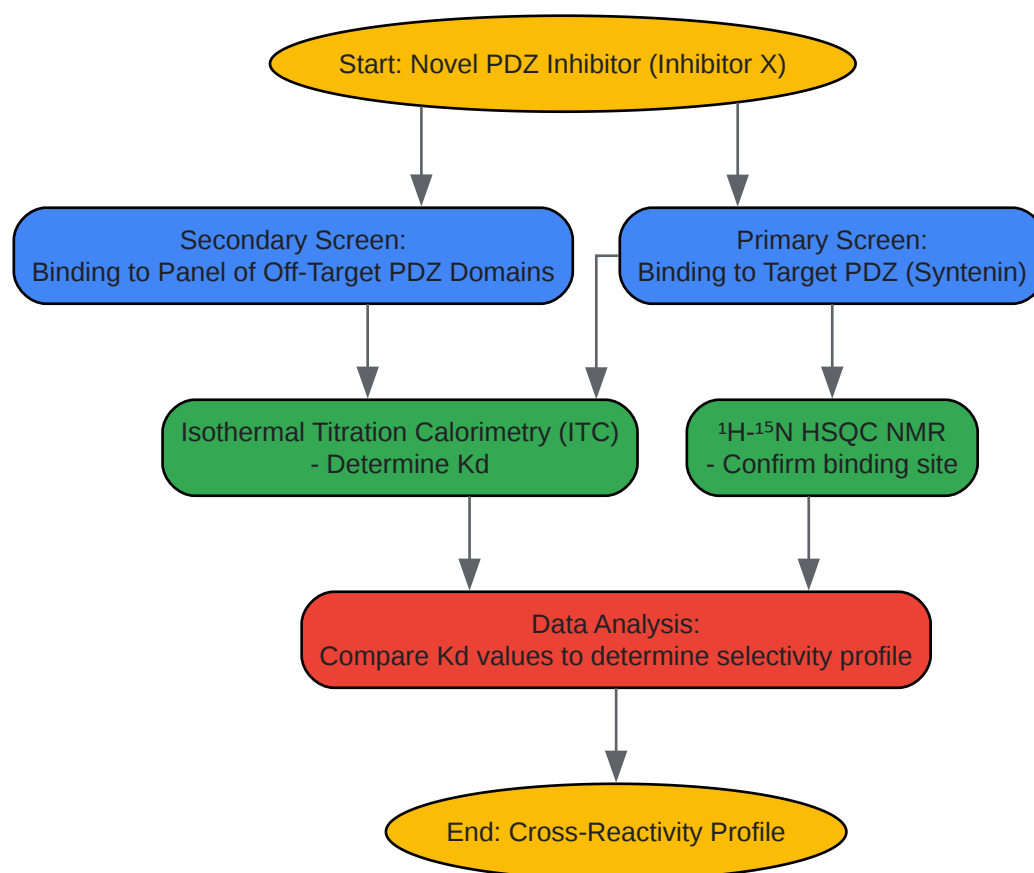 Start: Novel PDZ Inhibitor (Inhibitor X)
Secondary Screen:
Binding to Panel of Off-Target PDZ Domains
Primary Screen:
Binding to Target PDZ (Syntenin)
Isothermal Titration Calorimetry (ITC)
- Determine Kd
¹H-¹⁵N HSQC NMR
- Confirm binding site
Data Analysis:
Compare Kd values to determine selectivity profile
End: Cross-Reactivity Profile